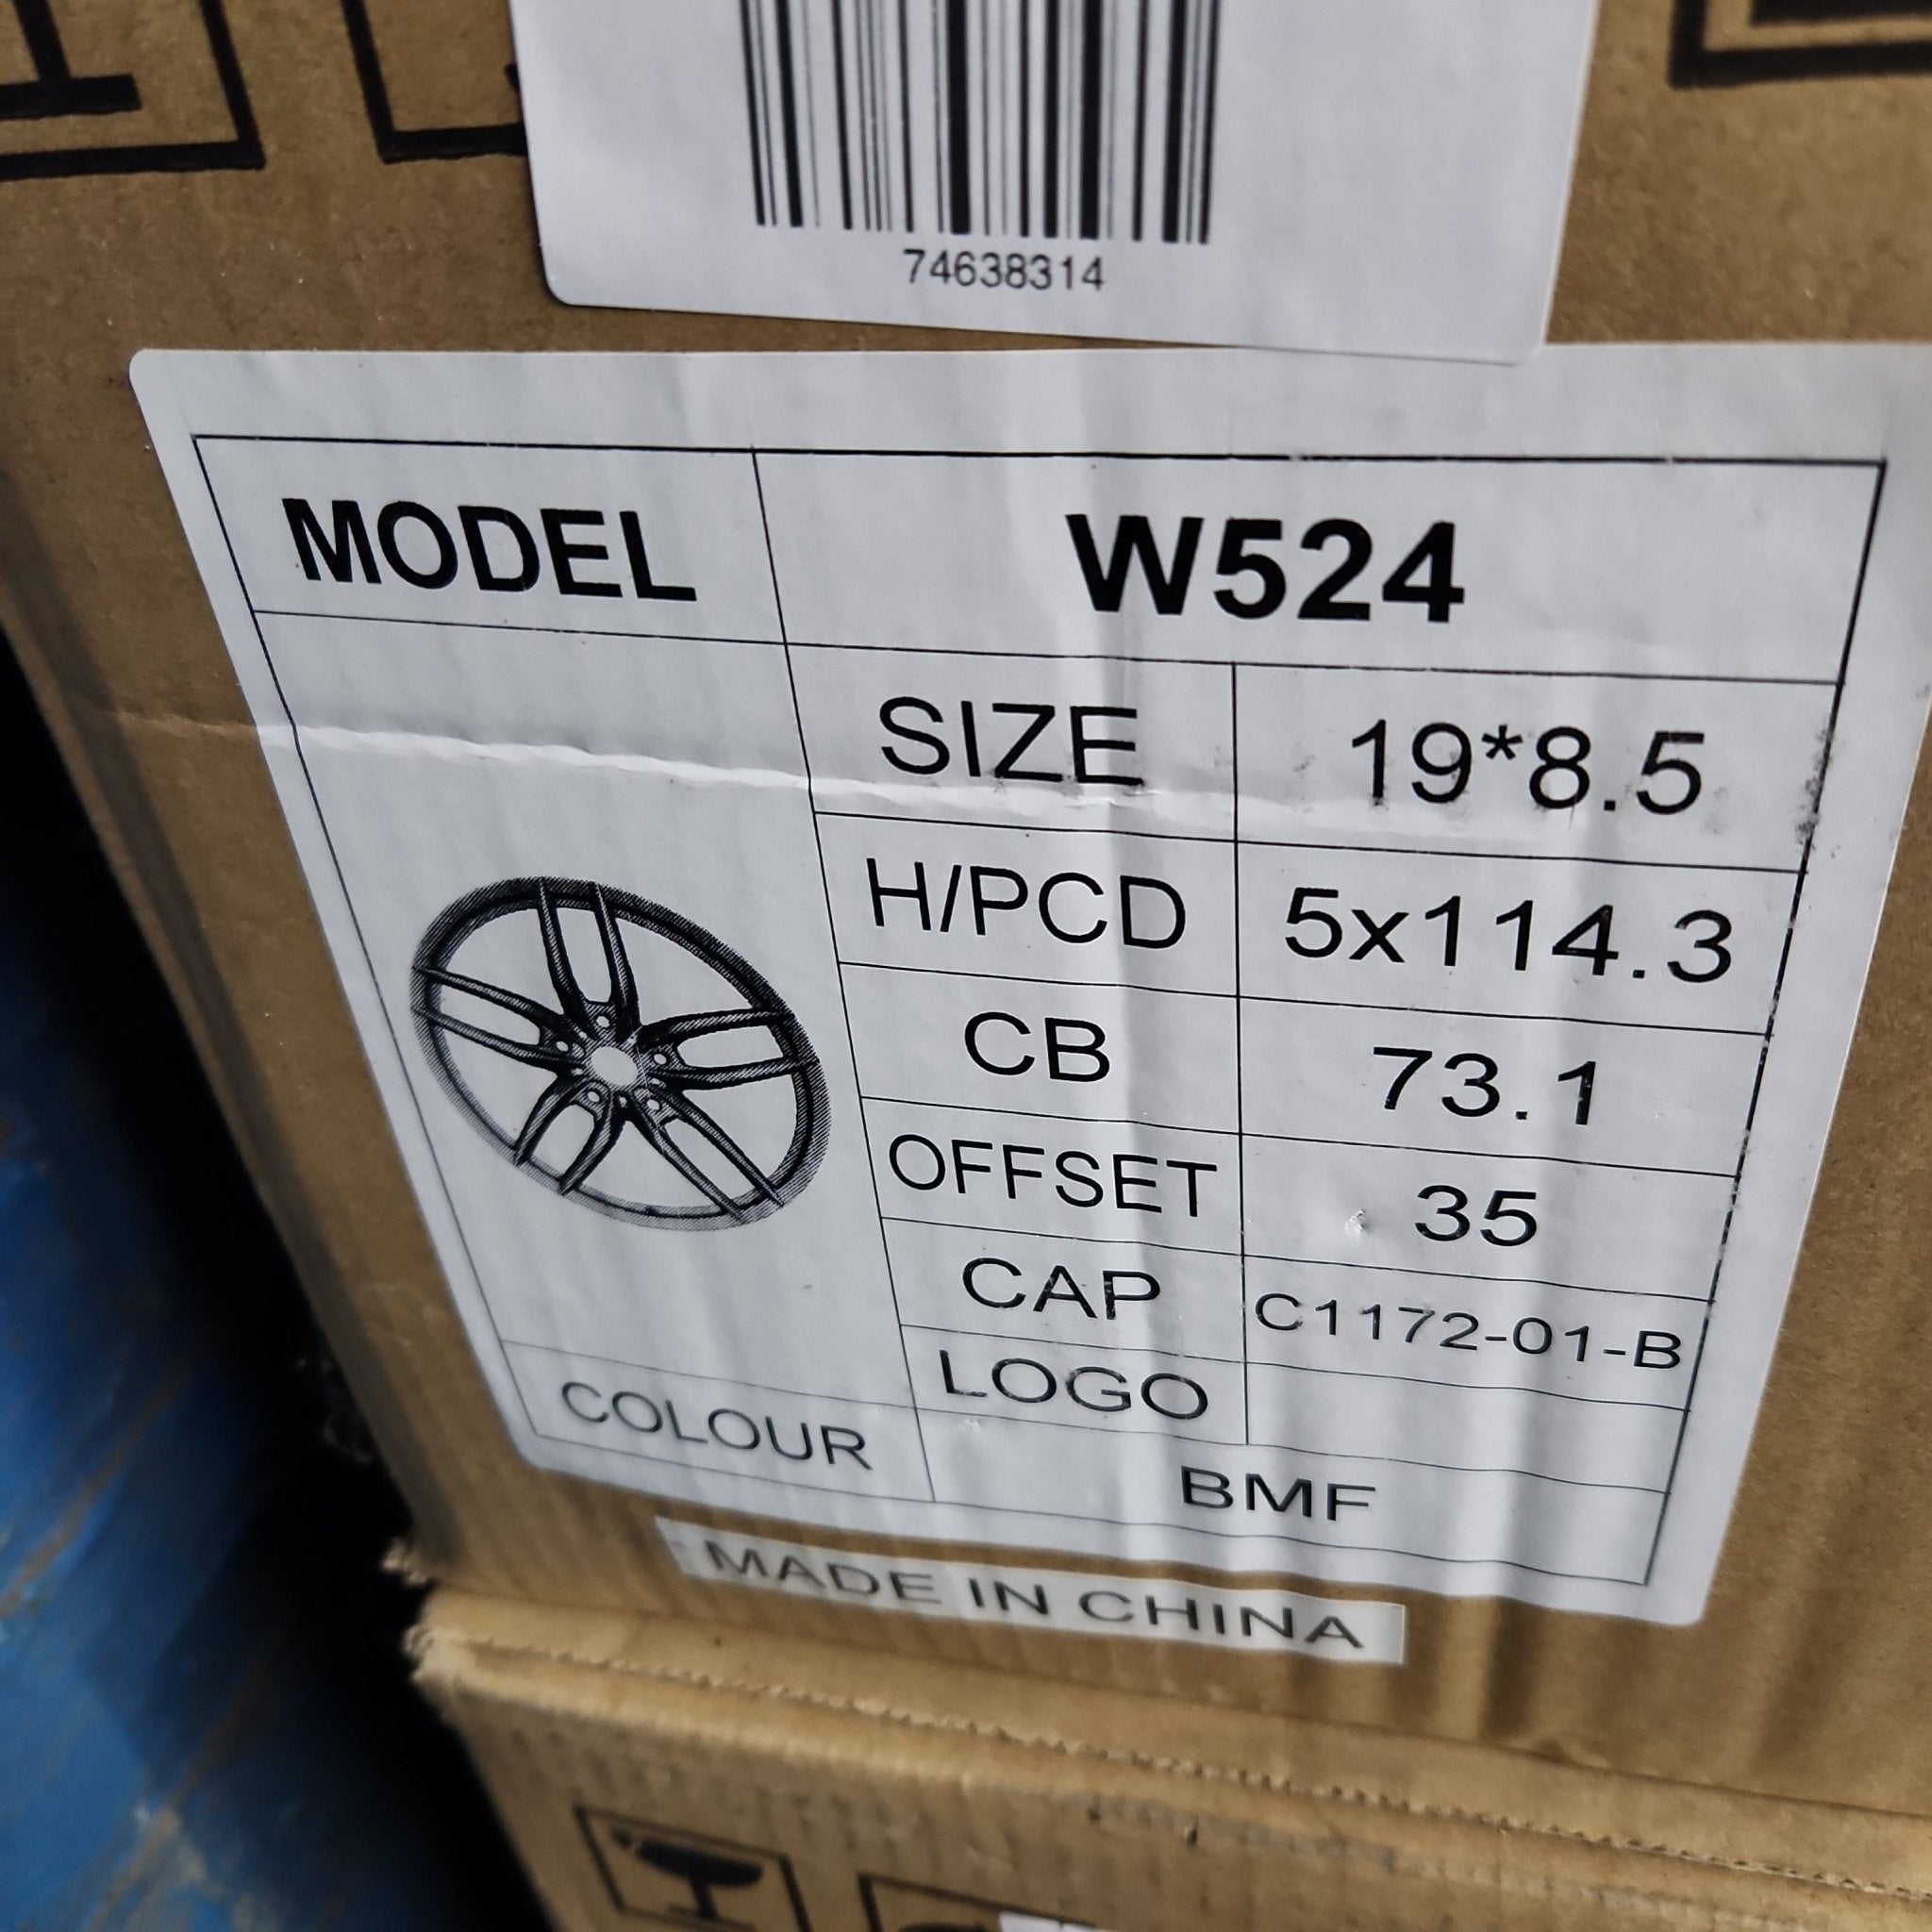 74638314
MODEL W524
SIZE 19*8.5
H/PCD 5x114.3
CB 73.1
OFFSET 35
CAP C1172-01-B
LOGO
COLOUR BMF
MADE IN CHINA